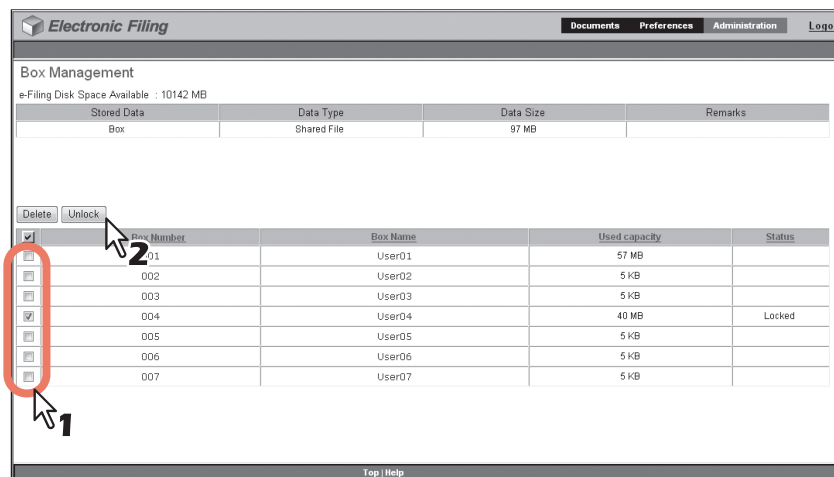 Electronic Filing Documents Preferences Administration Logo
Box Management
e-Filing Disk Space Available : 10142 MB
Stored Data Data Type Data Size Remarks
Box Shared File 97 MB
Delete Unlock
Box Number Box Name Used capacity Status
2
01 User01 57 MB
002 User02 5 KB
003 User03 5 KB
004 User04 40 MB Locked
005 User05 5 KB
006 User06 5 KB
007 User07 5 KB
1
Top | Help